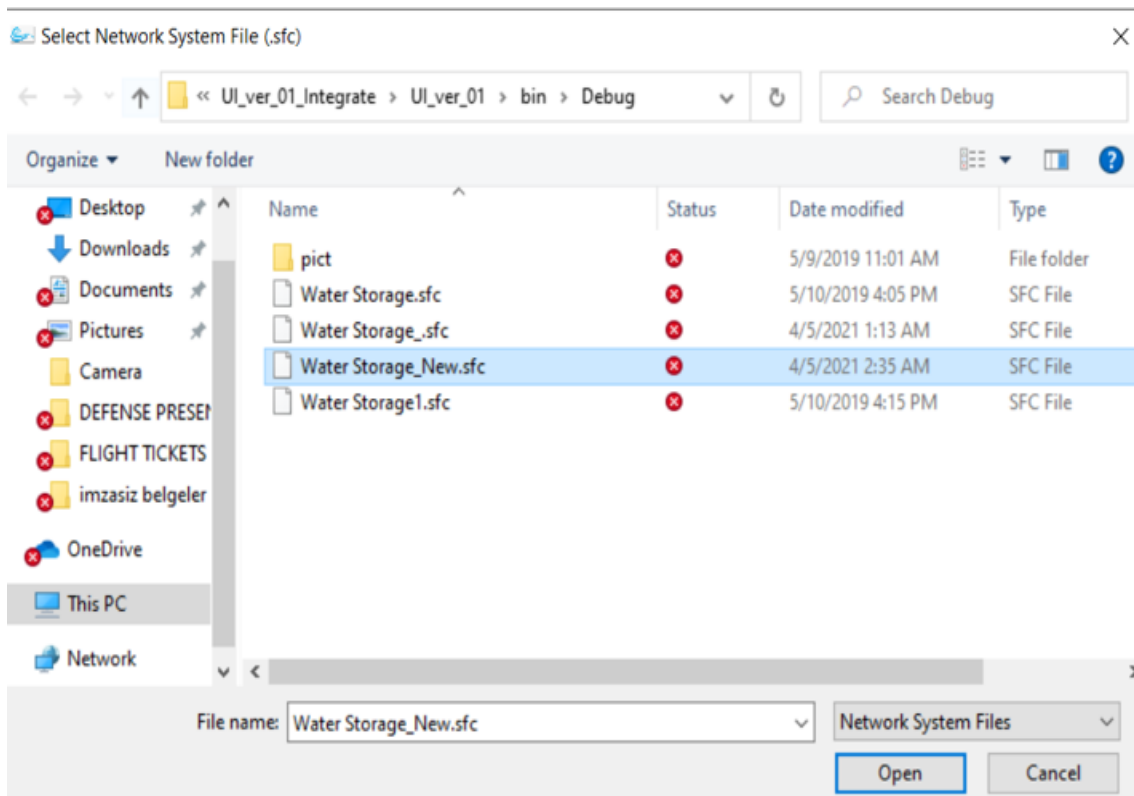 Select Network System File (.sfc)
« UI_ver_01_Integrate > UI_ver_01 > bin > Debug
Search Debug
Organize
New folder
Desktop
Downloads
Documents
Pictures
Camera
DEFENSE PRESEN
FLIGHT TICKETS
imzasiz belgeler
OneDrive
This PC
Network
Name Status Date modified Type
pict 5/9/2019 11:01 AM File folder
Water Storage.sfc 5/10/2019 4:05 PM SFC File
Water Storage_.sfc 4/5/2021 1:13 AM SFC File
Water Storage_New.sfc 4/5/2021 2:35 AM SFC File
Water Storage1.sfc 5/10/2019 4:15 PM SFC File
File name: Water Storage_New.sfc
Network System Files
Open
Cancel